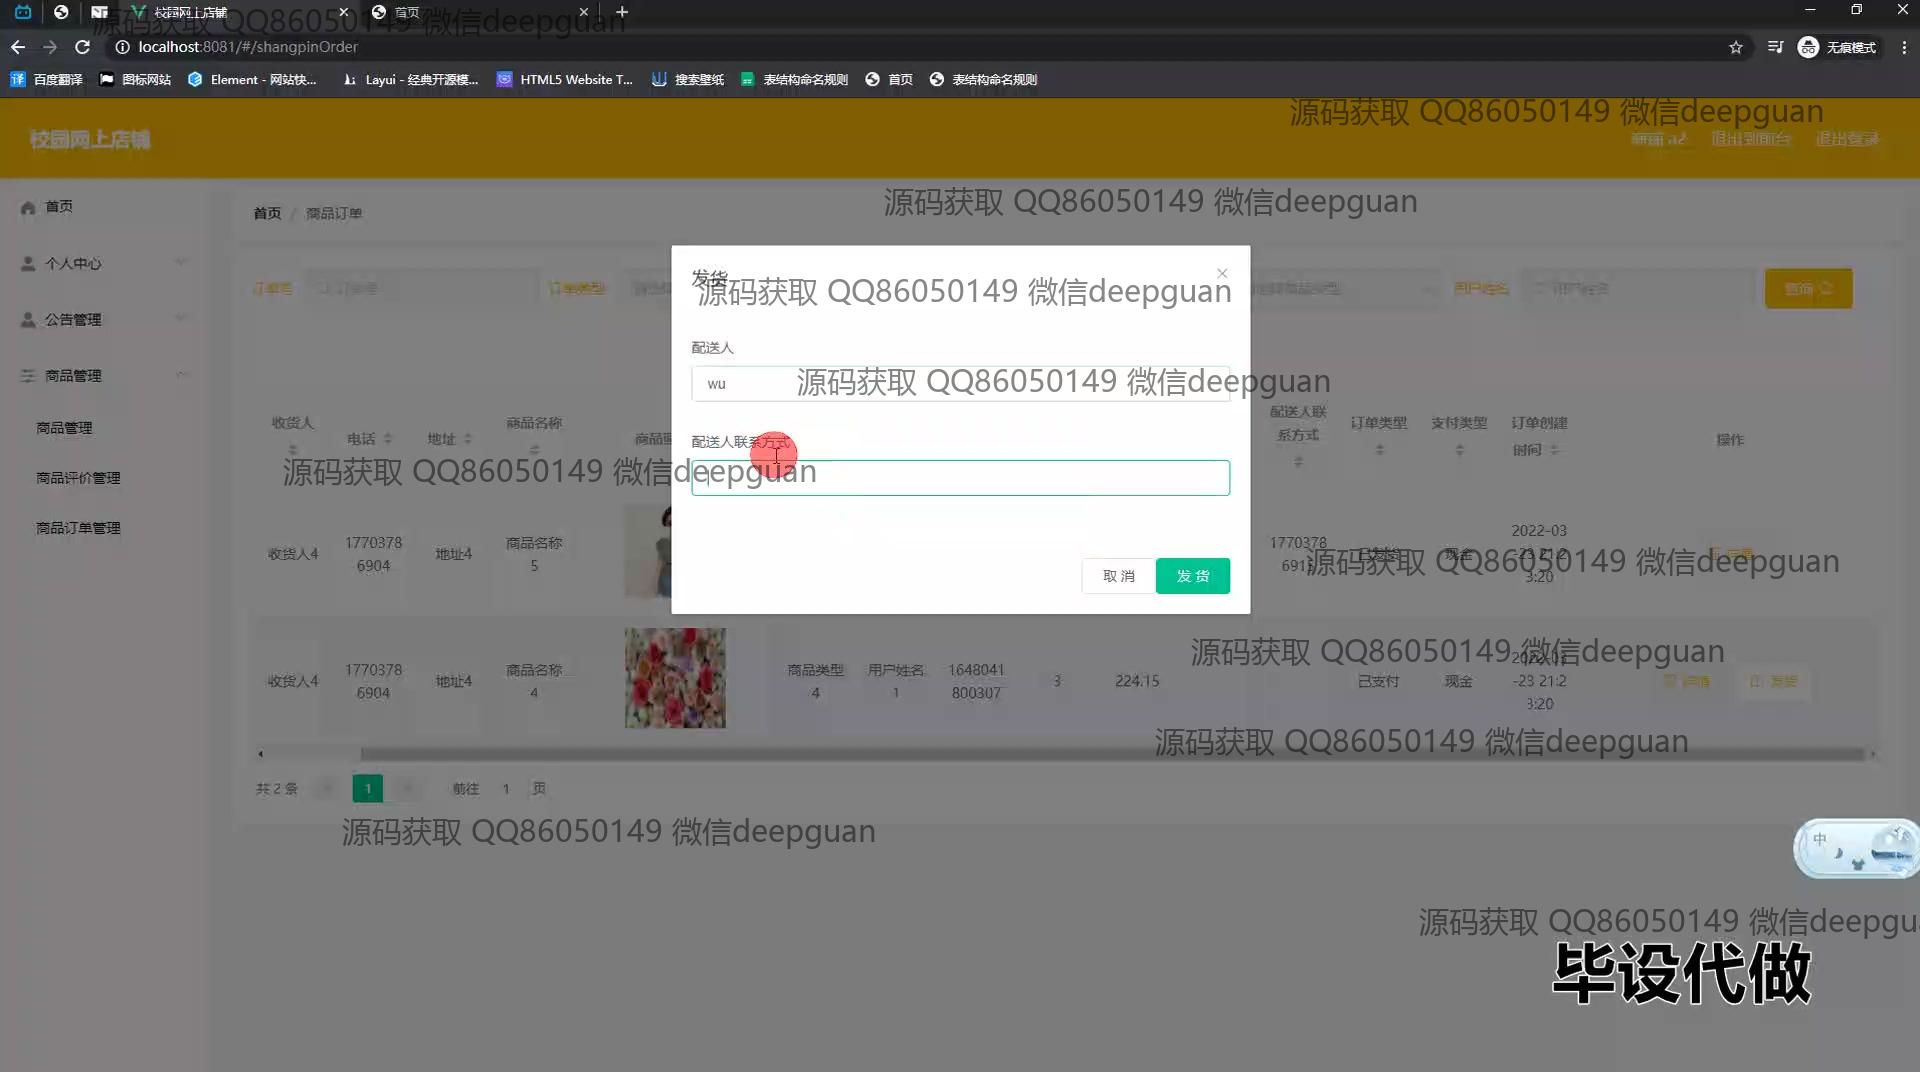 校园网上店铺
首页
localhost:8081/#/shangpinOrder
无痕模式
百度翻译
图标网站
Element - 网站快...
Layui - 经典开源模...
HTML5 Website T...
搜索壁纸
表结构命名规则
首页
表结构命名规则
源码获取 QQ86050149 微信deepguan
源码获取 QQ86050149 微信deepguan
校园网上店铺
退出到前台
退出登录
源码获取 QQ86050149 微信deepguan
首页
首页 / 商品订单
个人中心
公告管理
商品管理
商品管理
商品评价管理
商品订单管理
订单号
订单类型
用户姓名
查询
发货
源码获取 QQ86050149 微信deepguan
配送人
wu
源码获取 QQ86050149 微信deepguan
配送人联系方式
源码获取 QQ86050149 微信deepguan
取 消
发 货
收货人
电话
地址
商品名称
配送人联
系方式
订单类型
支付类型
订单创建
时间
操作
收货人4
1770378
6904
地址4
商品名称
5
1770378
691
已发货
现金
2022-03
-23 21:2
3:20
源码获取 QQ86050149 微信deepguan
收货人4
1770378
6904
地址4
商品名称
4
商品类型
4
用户姓名
1
1648041
800307
3
224.15
已支付
现金
2022-03
-23 21:2
3:20
详情
发货
源码获取 QQ86050149 微信deepguan
源码获取 QQ86050149 微信deepguan
共 2 条
1
前往
1
页
源码获取 QQ86050149 微信deepguan
中
源码获取 QQ86050149 微信deepgu
毕设代做